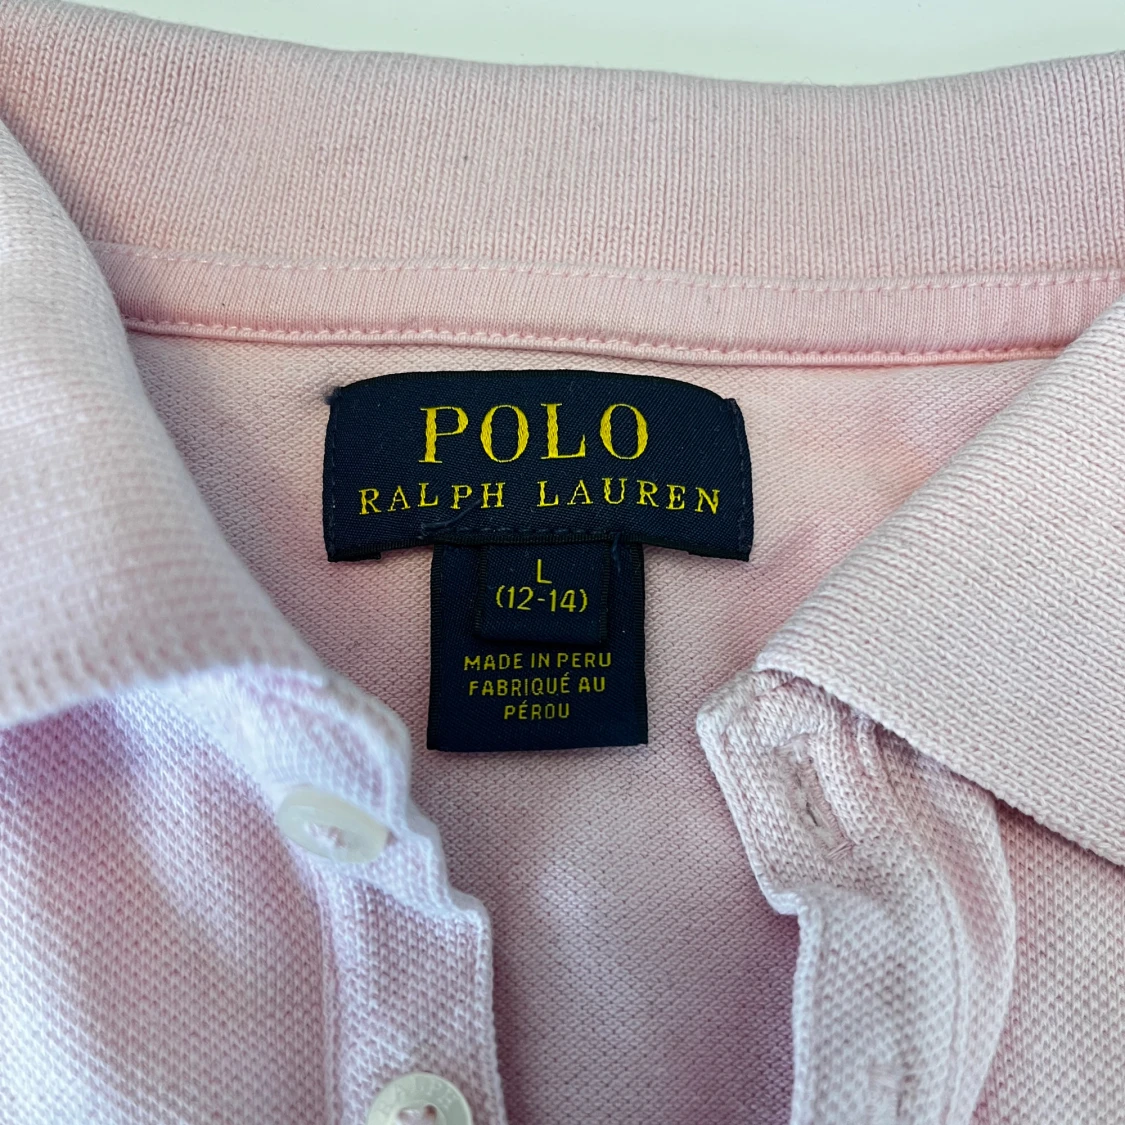 POLO
RALPH LAUREN
L
(12-14)
MADE IN PERU
FABRIQUÉ AU
PÉROU